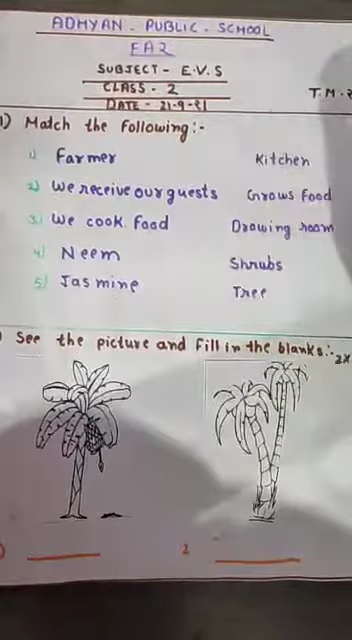 ADHYAN. PUBLIC. SCHOOL
FA2
SUBJECT - E.V.S
CLASS - 2
T.M-
DATE - 21-9-21
1) Match the Following:-
1) Farmer Kitchen
2) We receive our guests Grows Food
3) We cook food Drawing room
4) Neem Shrubs
5) Jasmine Tree
See the picture and fill in the blanks:- 2x
2